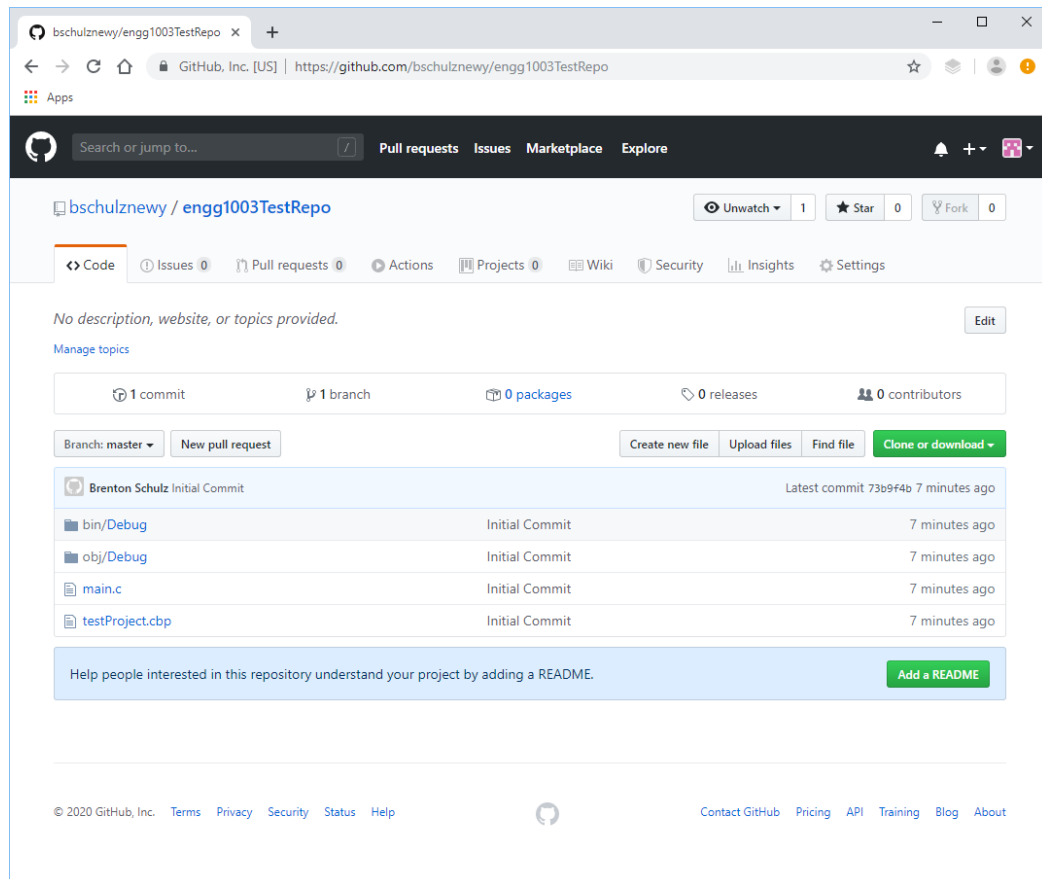 bschulznewy/engg1003TestRepo
GitHub, Inc. [US] | https://github.com/bschulznewy/engg1003TestRepo
Apps
Search or jump to... / Pull requests Issues Marketplace Explore
bschulznewy / engg1003TestRepo Unwatch 1 Star 0 Fork 0
Code Issues 0 Pull requests 0 Actions Projects 0 Wiki Security Insights Settings
No description, website, or topics provided. Edit
Manage topics
1 commit 1 branch 0 packages 0 releases 0 contributors
Branch: master New pull request Create new file Upload files Find file Clone or download
Brenton Schulz Initial Commit Latest commit 73b9f4b 7 minutes ago
bin/Debug Initial Commit 7 minutes ago
obj/Debug Initial Commit 7 minutes ago
main.c Initial Commit 7 minutes ago
testProject.cbp Initial Commit 7 minutes ago
Help people interested in this repository understand your project by adding a README. Add a README
© 2020 GitHub, Inc. Terms Privacy Security Status Help Contact GitHub Pricing API Training Blog About